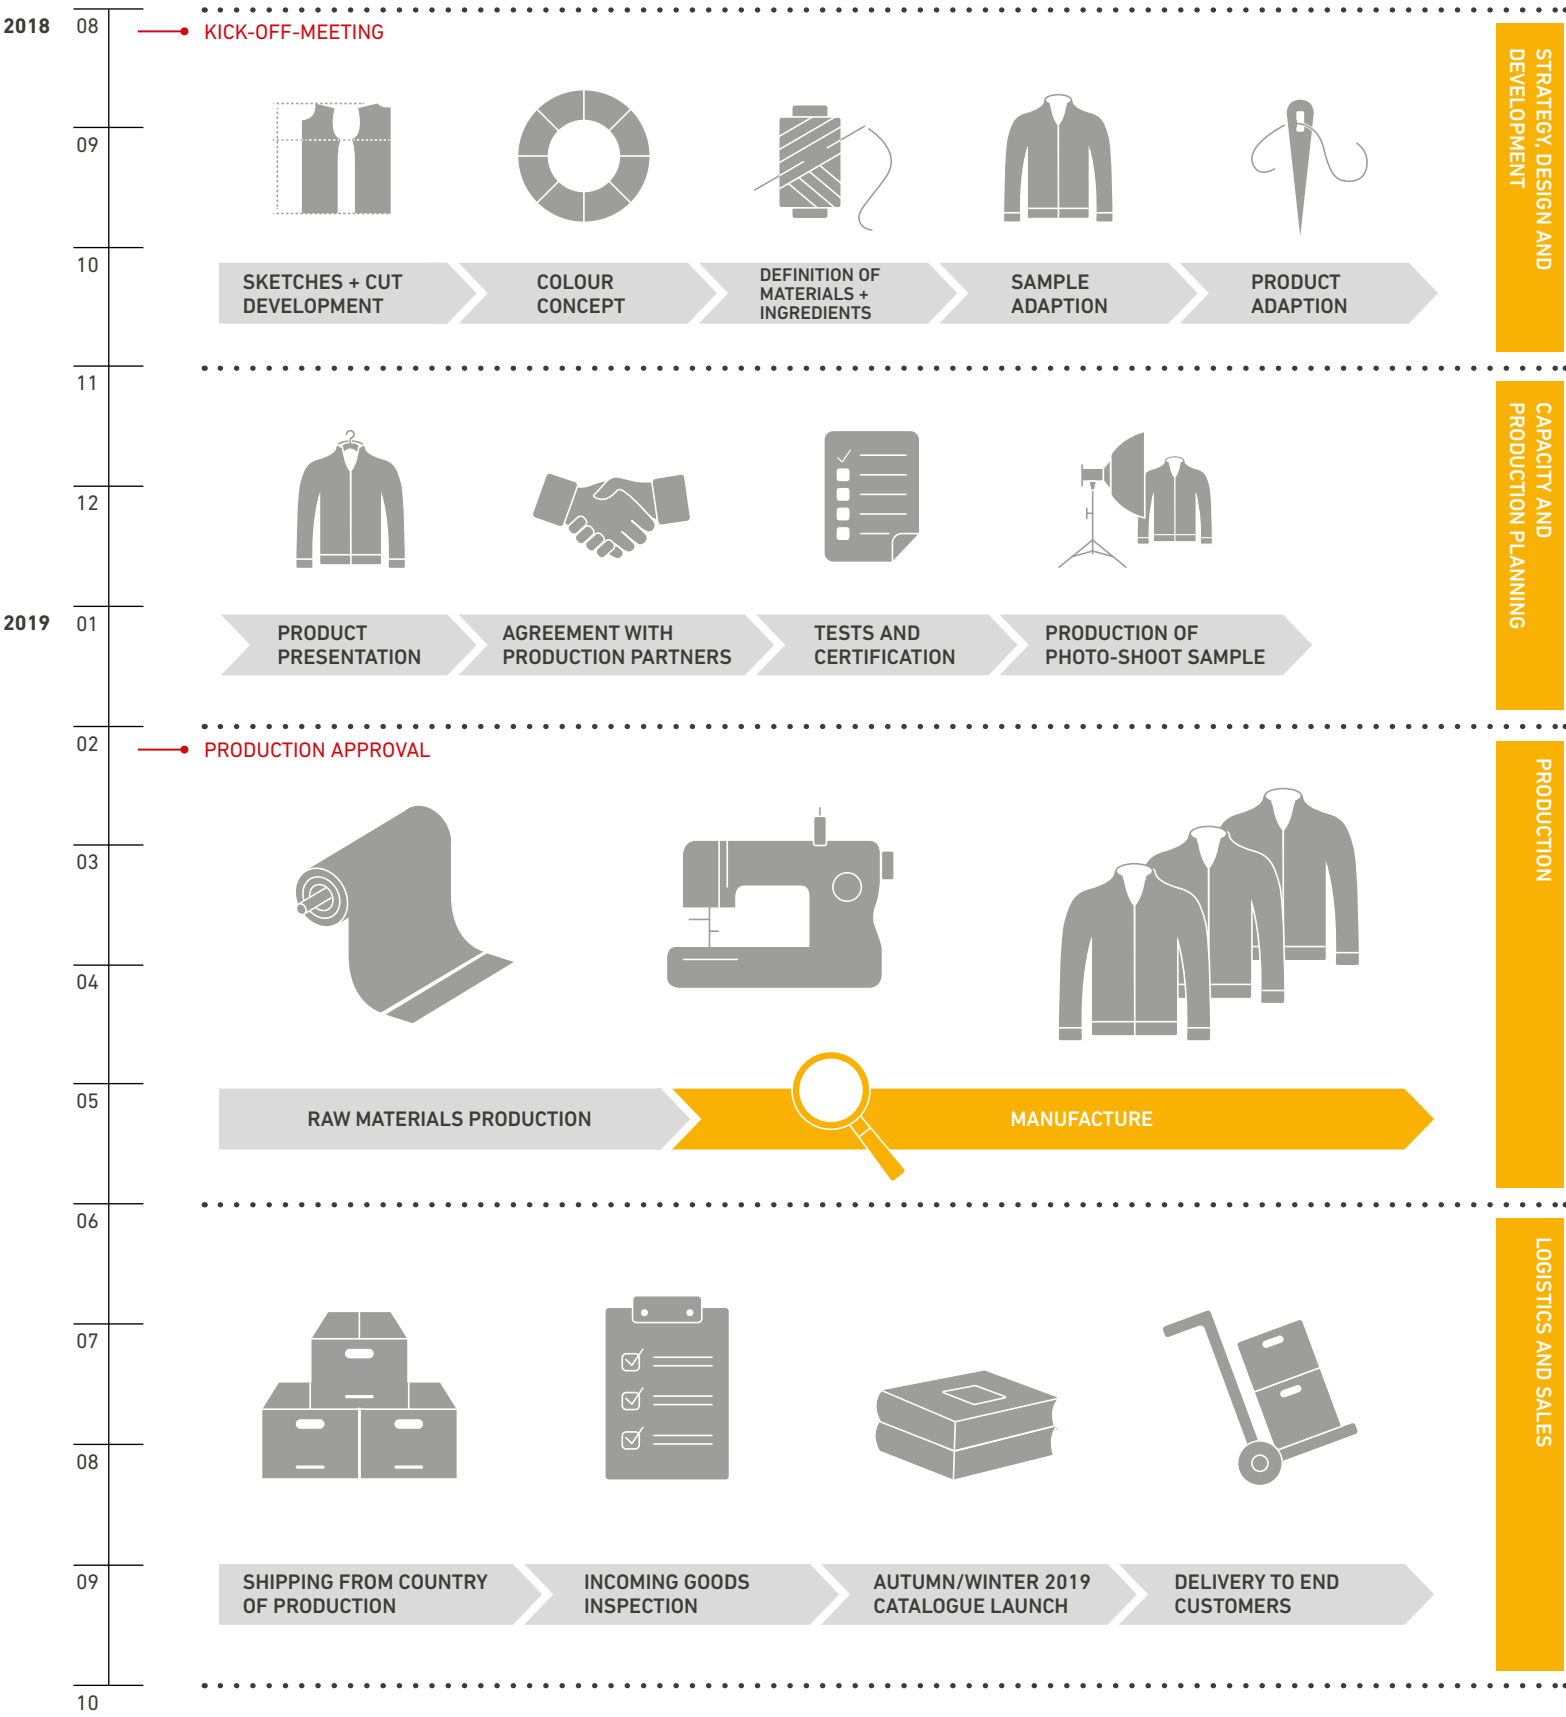 2018
08
KICK-OFF-MEETING
STRATEGY, DESIGN AND
DEVELOPMENT
09
10
SKETCHES + CUT
DEVELOPMENT
COLOUR
CONCEPT
DEFINITION OF
MATERIALS +
INGREDIENTS
SAMPLE
ADAPTION
PRODUCT
ADAPTION
11
CAPACITY AND
PRODUCTION PLANNING
12
2019
01
PRODUCT
PRESENTATION
AGREEMENT WITH
PRODUCTION PARTNERS
TESTS AND
CERTIFICATION
PRODUCTION OF
PHOTO-SHOOT SAMPLE
02
PRODUCTION APPROVAL
PRODUCTION
03
04
05
RAW MATERIALS PRODUCTION
MANUFACTURE
06
LOGISTICS AND SALES
07
08
09
SHIPPING FROM COUNTRY
OF PRODUCTION
INCOMING GOODS
INSPECTION
AUTUMN/WINTER 2019
CATALOGUE LAUNCH
DELIVERY TO END
CUSTOMERS
10